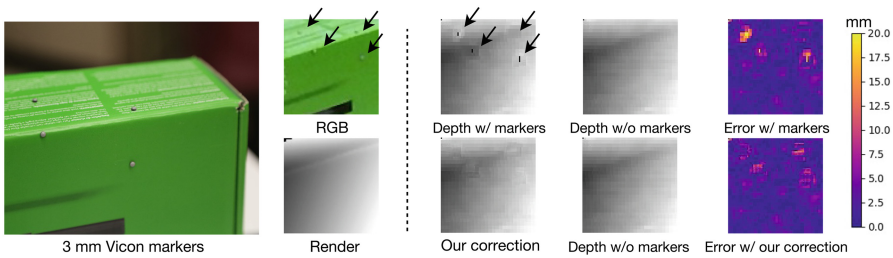 mm
20.0
17.5
15.0
12.5
10.0
7.5
5.0
2.5
0.0
RGB
Depth w/ markers
Depth w/o markers
Error w/ markers
3 mm Vicon markers
Render
Our correction
Depth w/o markers
Error w/ our correction